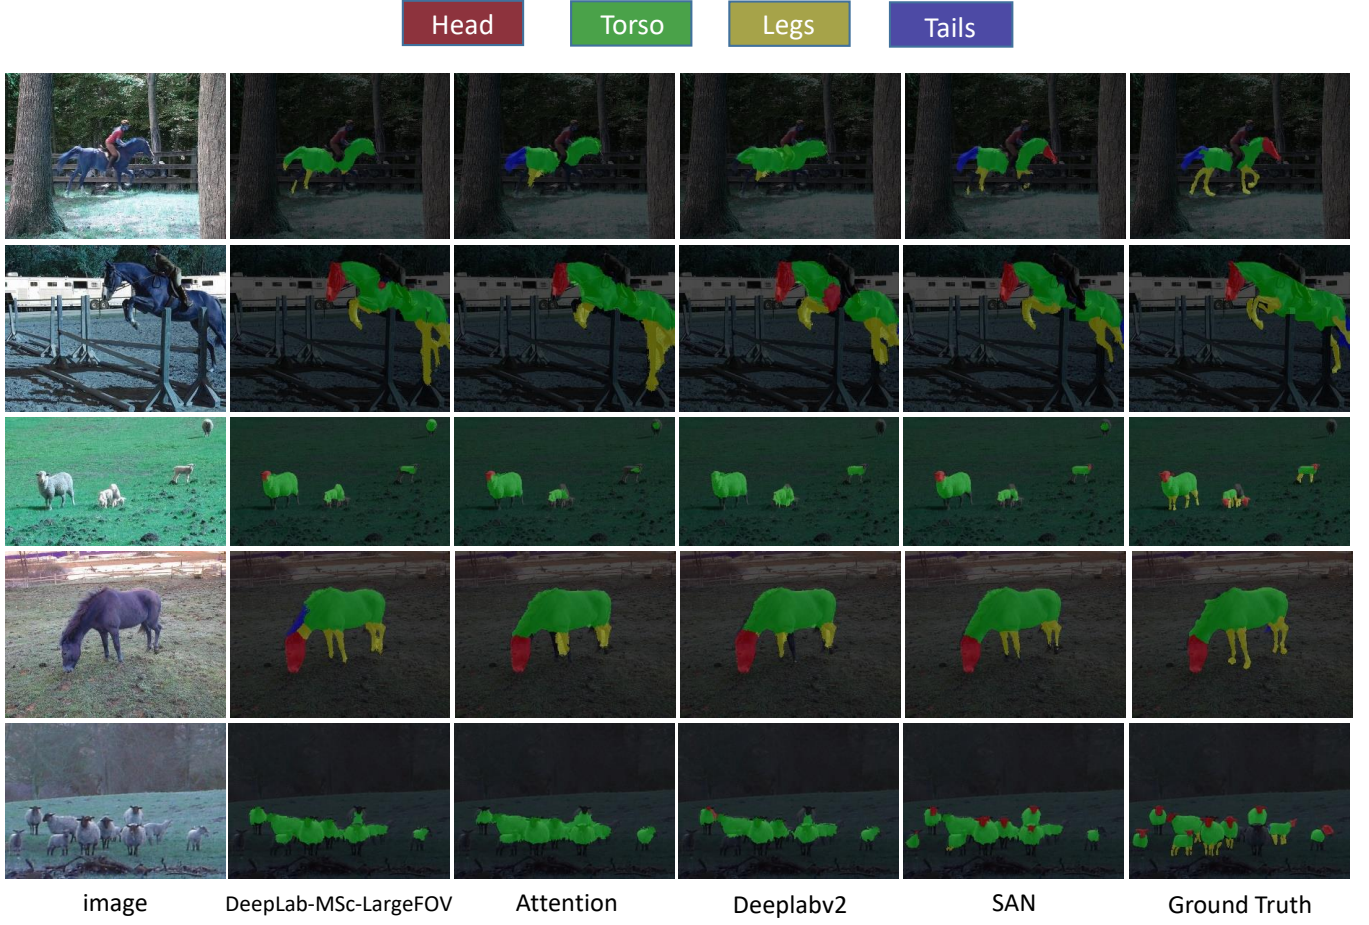 Head Torso Legs Tails
image DeepLab-MSc-LargeFOV Attention Deeplabv2 SAN Ground Truth